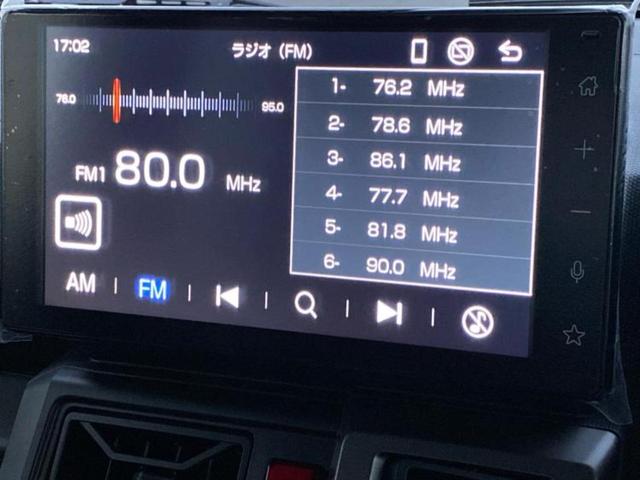 17:02
ラジオ（FM）
76.0
95.0
FM1 80.0 MHz
1- 76.2 MHz
2- 78.6 MHz
3- 86.1 MHz
4- 77.7 MHz
5- 81.8 MHz
6- 90.0 MHz
AM | FM | | | |